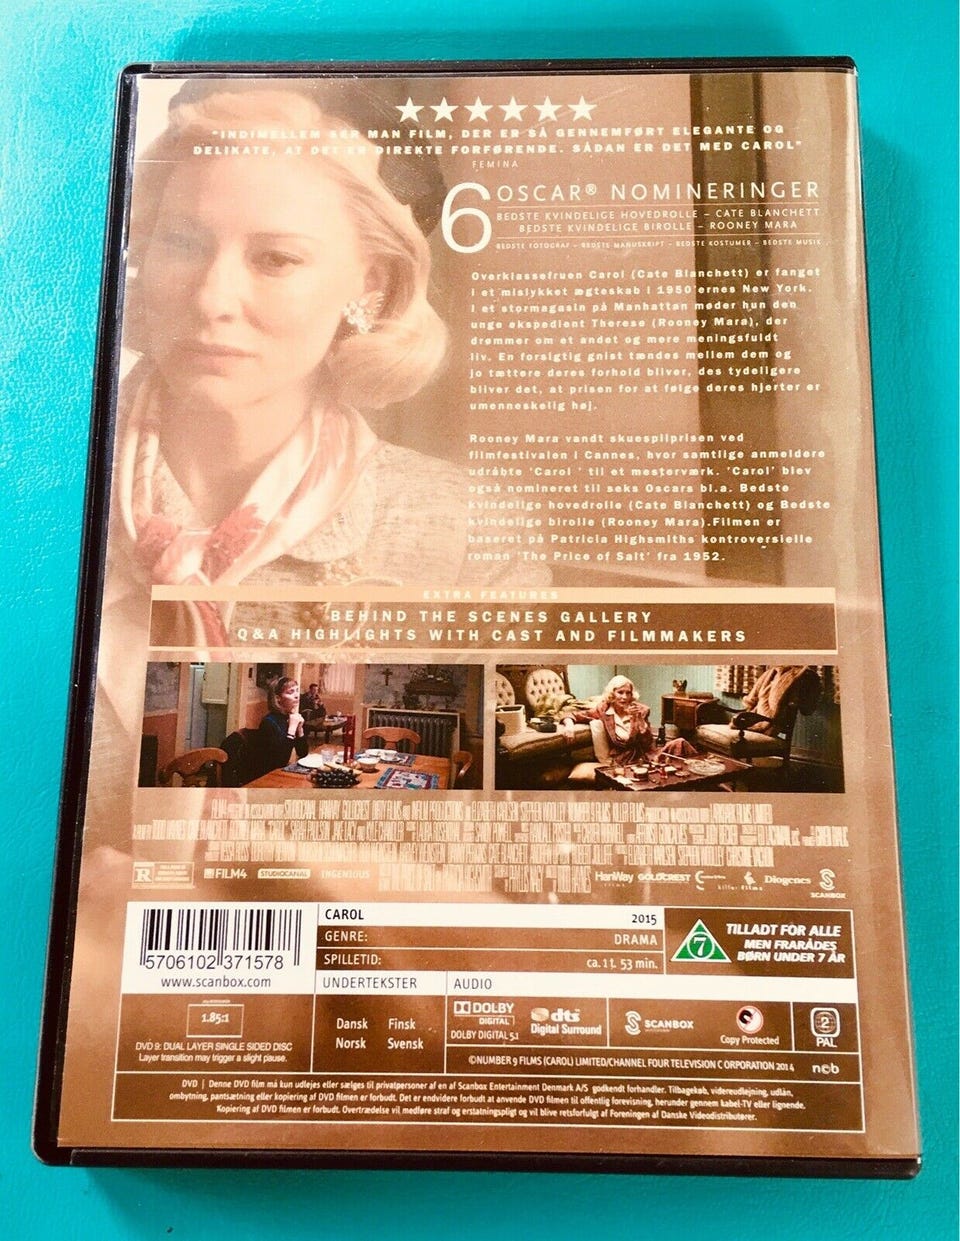 ★★★★★★
"INDIMELLEM SER MAN FILM, DER ER SÅ GENNEMFØRT ELEGANTE OG
DELIKATE, AT DET ER DIREKTE FORFØRENDE. SÅDAN ER DET MED CAROL"
FEMINA
6 OSCAR® NOMINERINGER
BEDSTE KVINDELIGE HOVEDROLLE – CATE BLANCHETT
BEDSTE KVINDELIGE BIROLLE – ROONEY MARA
BEDSTE FOTOGRAF – BEDSTE MANUSKRIPT – BEDSTE KOSTUMER – BEDSTE MUSIK
Overklassefruen Carol (Cate Blanchett) er fanget
i et mislykket ægteskab i 1950'ernes New York.
I et stormagasin på Manhattan møder hun den
unge ekspedient Therese (Rooney Mara), der
drømmer om et andet og mere meningsfuldt
liv. En forsigtig gnist tændes mellem dem og
jo tættere deres forhold bliver, des tydeligere
bliver det, at prisen for at følge deres hjerter er
umenneskelig høj.
Rooney Mara vandt skuespilprisen ved
filmfestivalen i Cannes, hvor samtlige anmeldere
udråbte 'Carol ' til et mesterværk. 'Carol' blev
også nomineret til seks Oscars bl.a. Bedste
kvindelige hovedrolle (Cate Blanchett) og Bedste
kvindelige birolle (Rooney Mara).Filmen er
baseret på Patricia Highsmiths kontroversielle
roman 'The Price of Salt' fra 1952.
EXTRA FEATURES
BEHIND THE SCENES GALLERY
Q&A HIGHLIGHTS WITH CAST AND FILMMAKERS
R FILM4 STUDIOCANAL INGENIOUS HanWay films GOLDCREST killer films Diogenes SCANBOX
5706102 371578
www.scanbox.com
CAROL 2015
GENRE: DRAMA
SPILLETID: ca. 1 t. 53 min.
7 TILLADT FOR ALLE
MEN FRARÅDES
BØRN UNDER 7 ÅR
UNDERTEKSTER AUDIO
1.85:1
DVD 9: DUAL LAYER SINGLE SIDED DISC
Layer transition may trigger a slight pause.
Dansk Finsk
Norsk Svensk
DOLBY
DIGITAL
DOLBY DIGITAL 5.1
dts
Digital Surround
SCANBOX
Copy Protected
2
PAL
©NUMBER 9 FILMS (CAROL) LIMITED/CHANNEL FOUR TELEVISION C ORPORATION 2014 ncb
DVD | Denne DVD film må kun udlejes eller sælges til privatpersoner af en af Scanbox Entertainment Danmark A/S godkendt forhandler. Tilbagekøb, videreudlejning, udlån,
ombytning, pantsætning eller kopiering af DVD filmen er forbudt. Det er endvidere forbudt at anvende DVD filmen til offentlig forevisning, herunder gennem kabel-TV eller lignende.
Kopiering af DVD filmen er forbudt. Overtrædelse vil medføre straf og erstatningspligt og vil blive retsforfulgt af Foreningen af Danske Videodistributører.